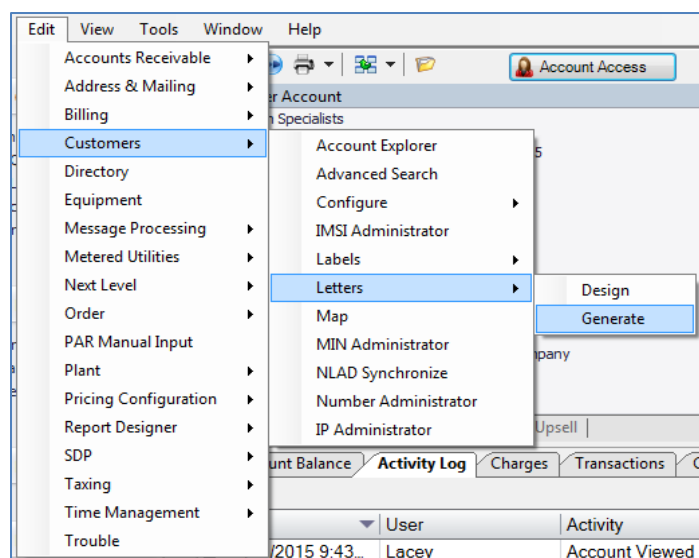 Edit View Tools Window Help
Accounts Receivable
Address & Mailing
Billing
Customers
Directory
Equipment
Message Processing
Metered Utilities
Next Level
Order
PAR Manual Input
Plant
Pricing Configuration
Report Designer
SDP
Taxing
Time Management
Trouble
Account Access
Account
Specialists
5
Account Explorer
Advanced Search
Configure
IMSI Administrator
Labels
Letters
Map
MIN Administrator
NLAD Synchronize
Number Administrator
IP Administrator
Design
Generate
Upsell
Balance Activity Log Charges Transactions
User Activity
/2015 9:43... Lacey Account Viewed